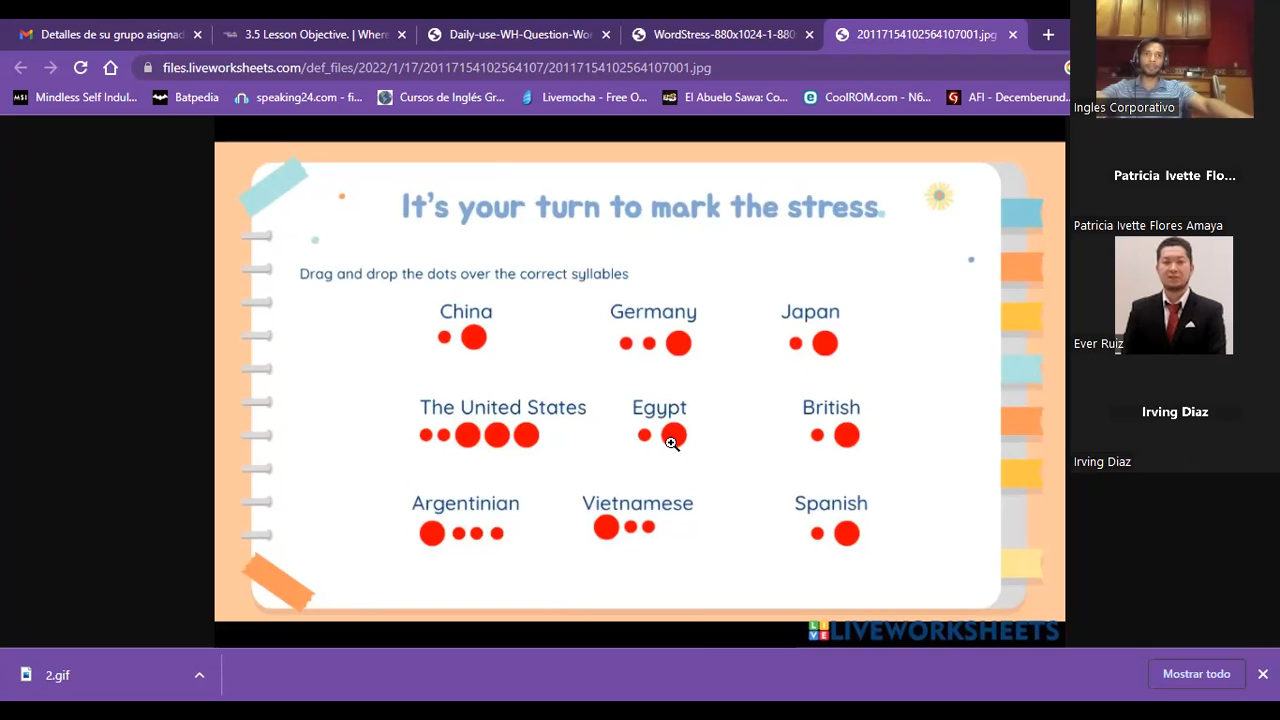 Detalles de su grupo asignad
3.5 Lesson Objective. | Where
Daily-use-WH-Question-Wor
WordStress-880x1024-1-880
20117154102564107001.jpg
files.liveworksheets.com/def_files/2022/1/17/20117154102564107/20117154102564107001.jpg
Mindless Self Indul...
Batpedia
speaking24.com - fi...
Cursos de Inglés Gr...
Livemocha - Free O...
El Abuelo Sawa: Co...
CoolROM.com - N6...
AFI - Decemberund...
Ingles Corporativo
Patricia Ivette Flo...
Patricia Ivette Flores Amaya
Ever Ruiz
Irving Diaz
Irving Diaz
It's your turn to mark the stress.
Drag and drop the dots over the correct syllables
China Germany Japan
The United States Egypt British
Argentinian Vietnamese Spanish
LIVE LIVEWORKSHEETS
2.gif
Mostrar todo